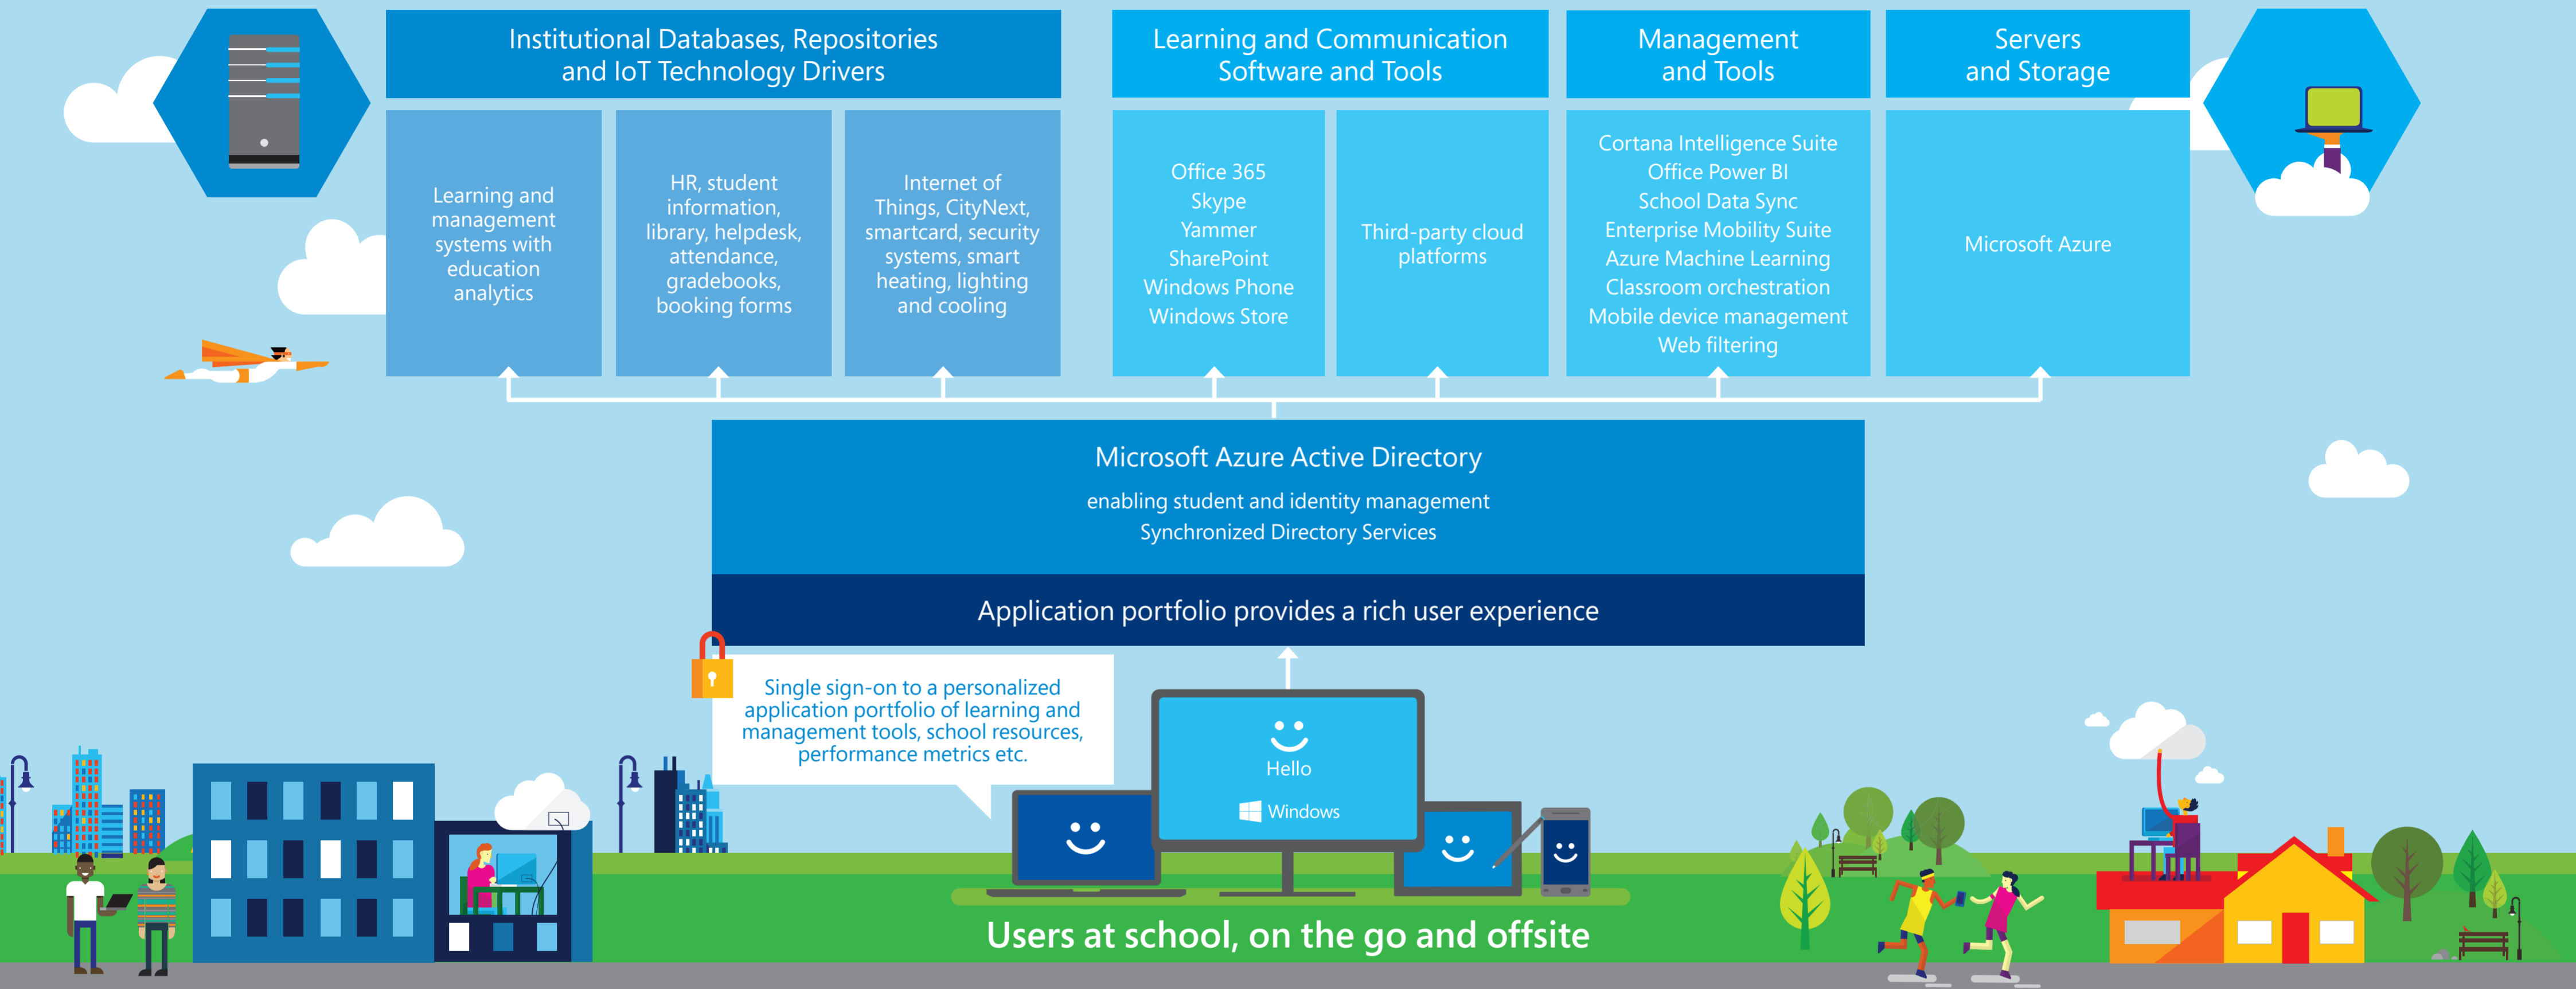 Institutional Databases, Repositories
and IoT Technology Drivers
Learning and Communication
Software and Tools
Management
and Tools
Servers
and Storage
Learning and
management
systems with
education
analytics
HR, student
information,
library, helpdesk,
attendance,
gradebooks,
booking forms
Internet of
Things, CityNext,
smartcard, security
systems, smart
heating, lighting
and cooling
Office 365
Skype
Yammer
SharePoint
Windows Phone
Windows Store
Third-party cloud
platforms
Cortana Intelligence Suite
Office Power BI
School Data Sync
Enterprise Mobility Suite
Azure Machine Learning
Classroom orchestration
Mobile device management
Web filtering
Microsoft Azure
Microsoft Azure Active Directory
enabling student and identity management
Synchronized Directory Services
Application portfolio provides a rich user experience
Single sign-on to a personalized
application portfolio of learning and
management tools, school resources,
performance metrics etc.
Hello
Windows
Users at school, on the go and offsite